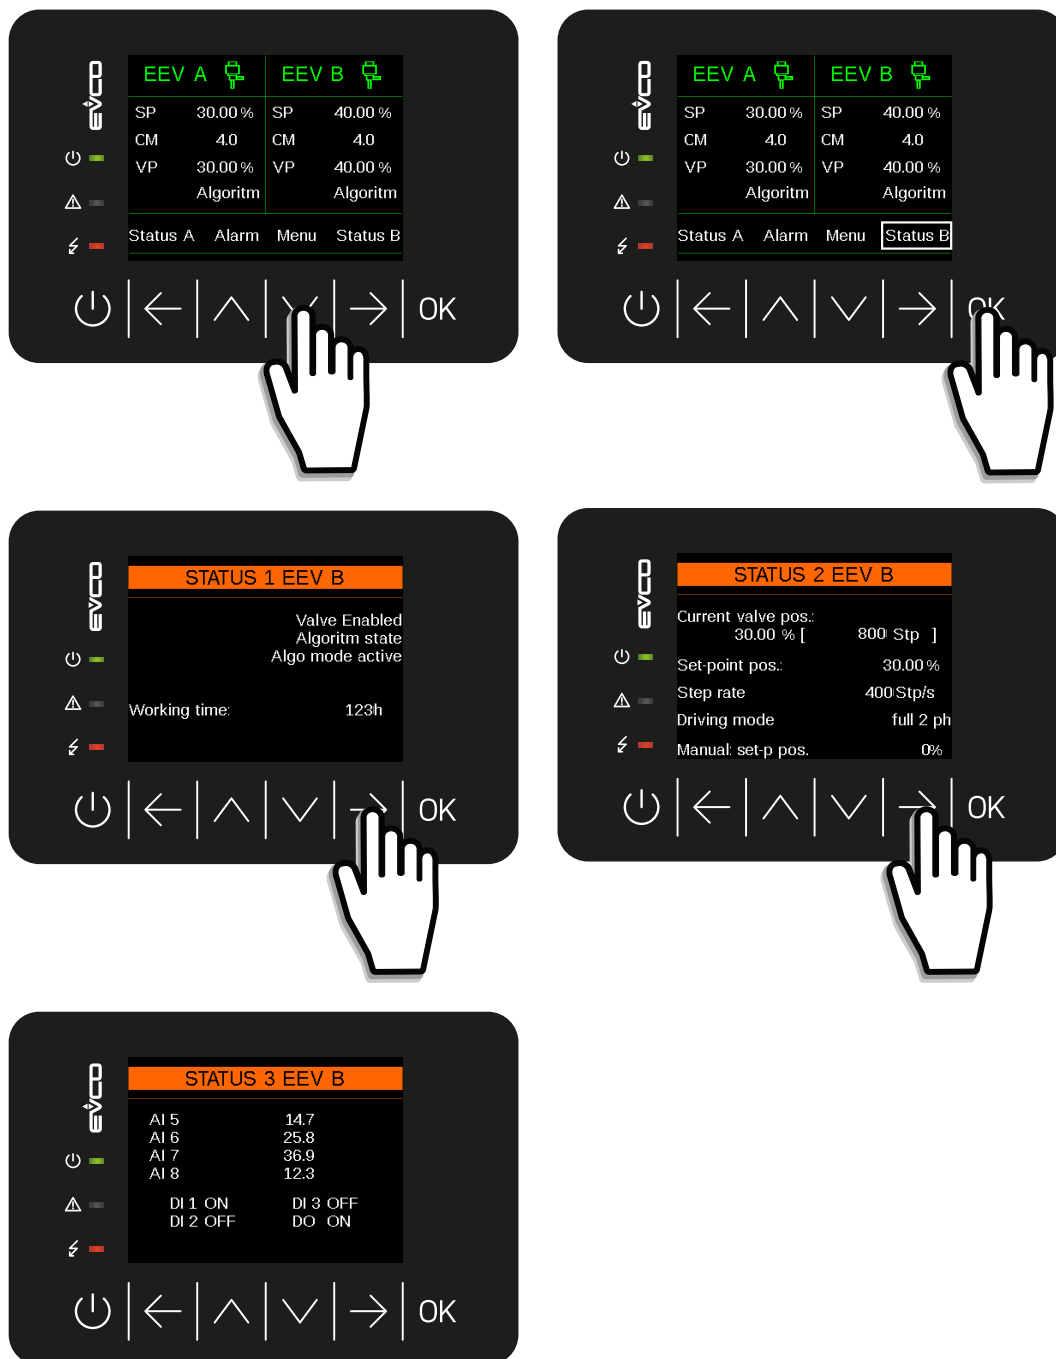 evco
EEV A EEV B
SP 30.00 % SP 40.00 %
CM 4.0 CM 4.0
VP 30.00 % VP 40.00 %
Algoritm Algoritm
Status A Alarm Menu Status B
OK
evco
EEV A EEV B
SP 30.00 % SP 40.00 %
CM 4.0 CM 4.0
VP 30.00 % VP 40.00 %
Algoritm Algoritm
Status A Alarm Menu Status B
OK
evco
STATUS 1 EEV B
Valve Enabled
Algoritm state
Algo mode active
Working time: 123h
OK
evco
STATUS 2 EEV B
Current valve pos.:
30.00 % [ 800 Stp ]
Set-point pos.: 30.00 %
Step rate 400 Stp/s
Driving mode full 2 ph
Manual: set-p pos. 0%
OK
evco
STATUS 3 EEV B
AI 5 14.7
AI 6 25.8
AI 7 36.9
AI 8 12.3
DI 1 ON DI 3 OFF
DI 2 OFF DO ON
OK